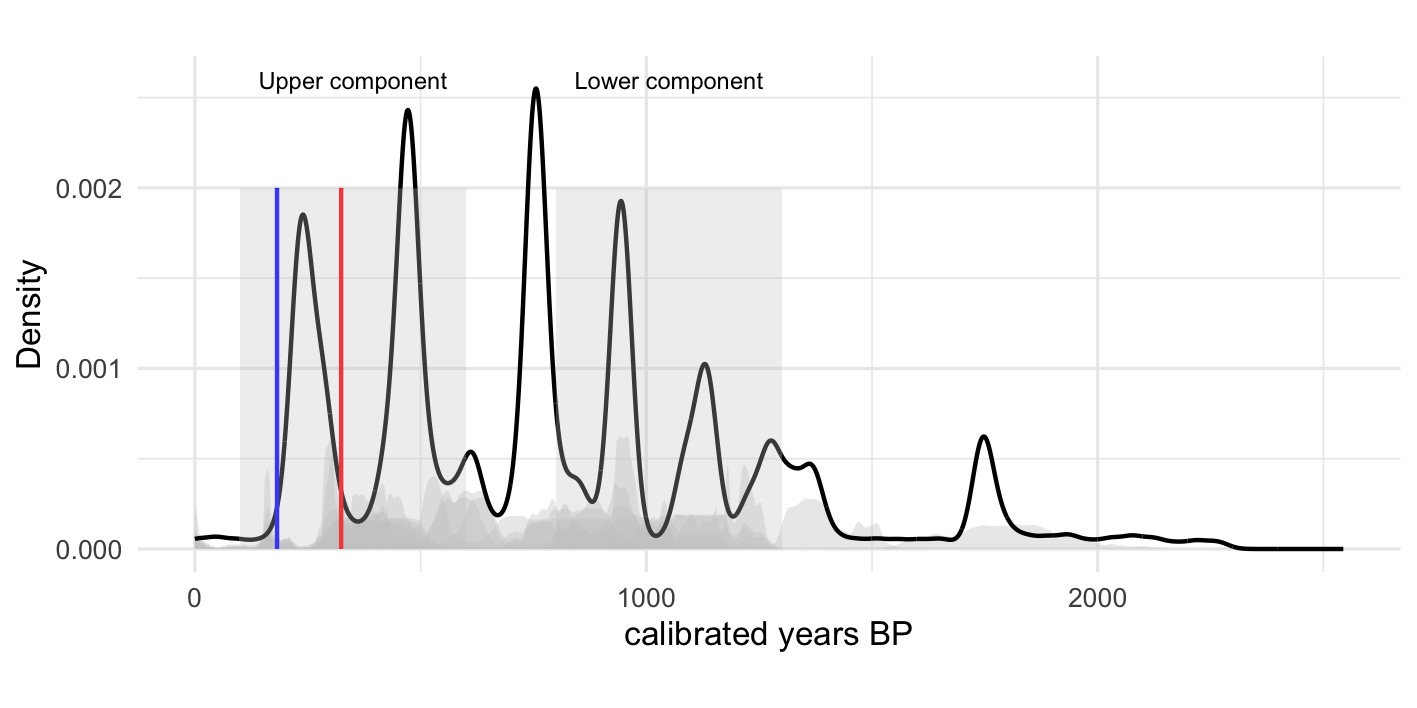 Upper component
Lower component
Density
0.002
0.001
0.000
0
1000
2000
calibrated years BP